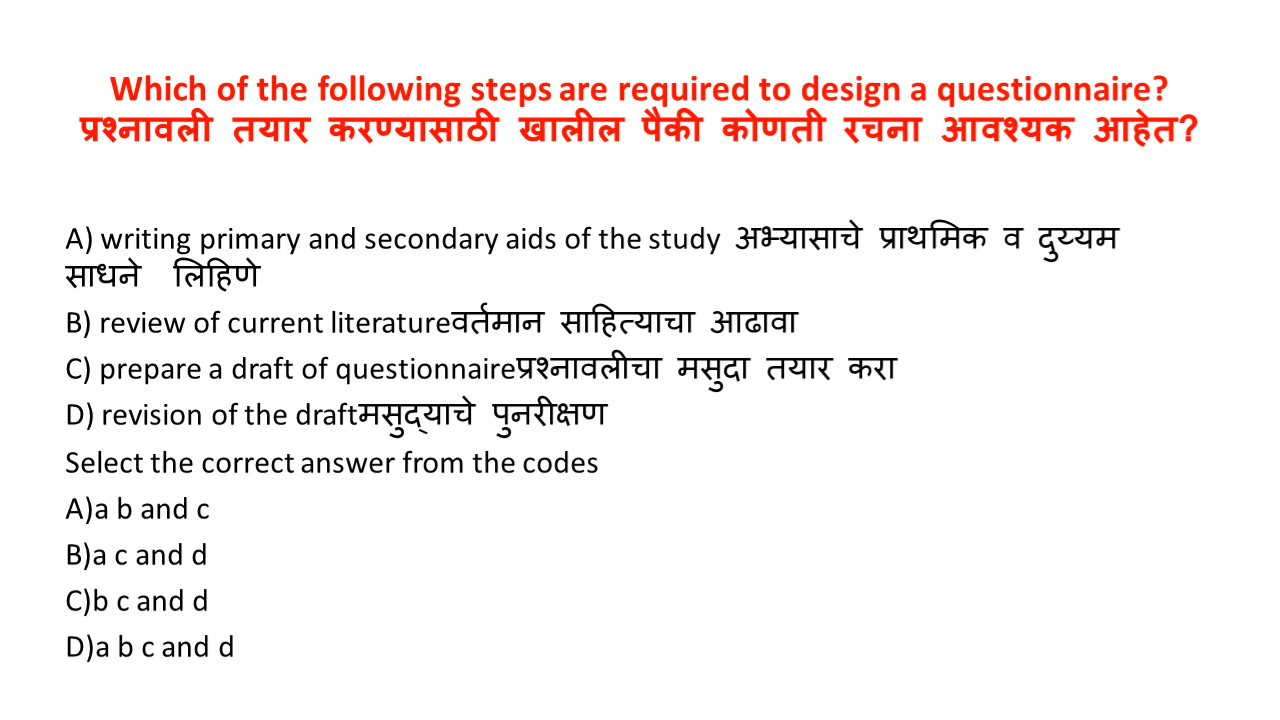 Which of the following steps are required to design a questionnaire?
प्रश्नावली तयार करण्यासाठी खालील पैकी कोणती रचना आवश्यक आहेत?
A) writing primary and secondary aids of the study अभ्यासाचे प्राथमिक व दुय्यम
साधने लिहिणे
B) review of current literatureवर्तमान साहित्याचा आढावा
C) prepare a draft of questionnaireप्रश्नावलीचा मसुदा तयार करा
D) revision of the draftमसुद्‌याचे पुनरीक्षण
Select the correct answer from the codes
A)a b and c
B)a c and d
C)b c and d
D)a b c and d